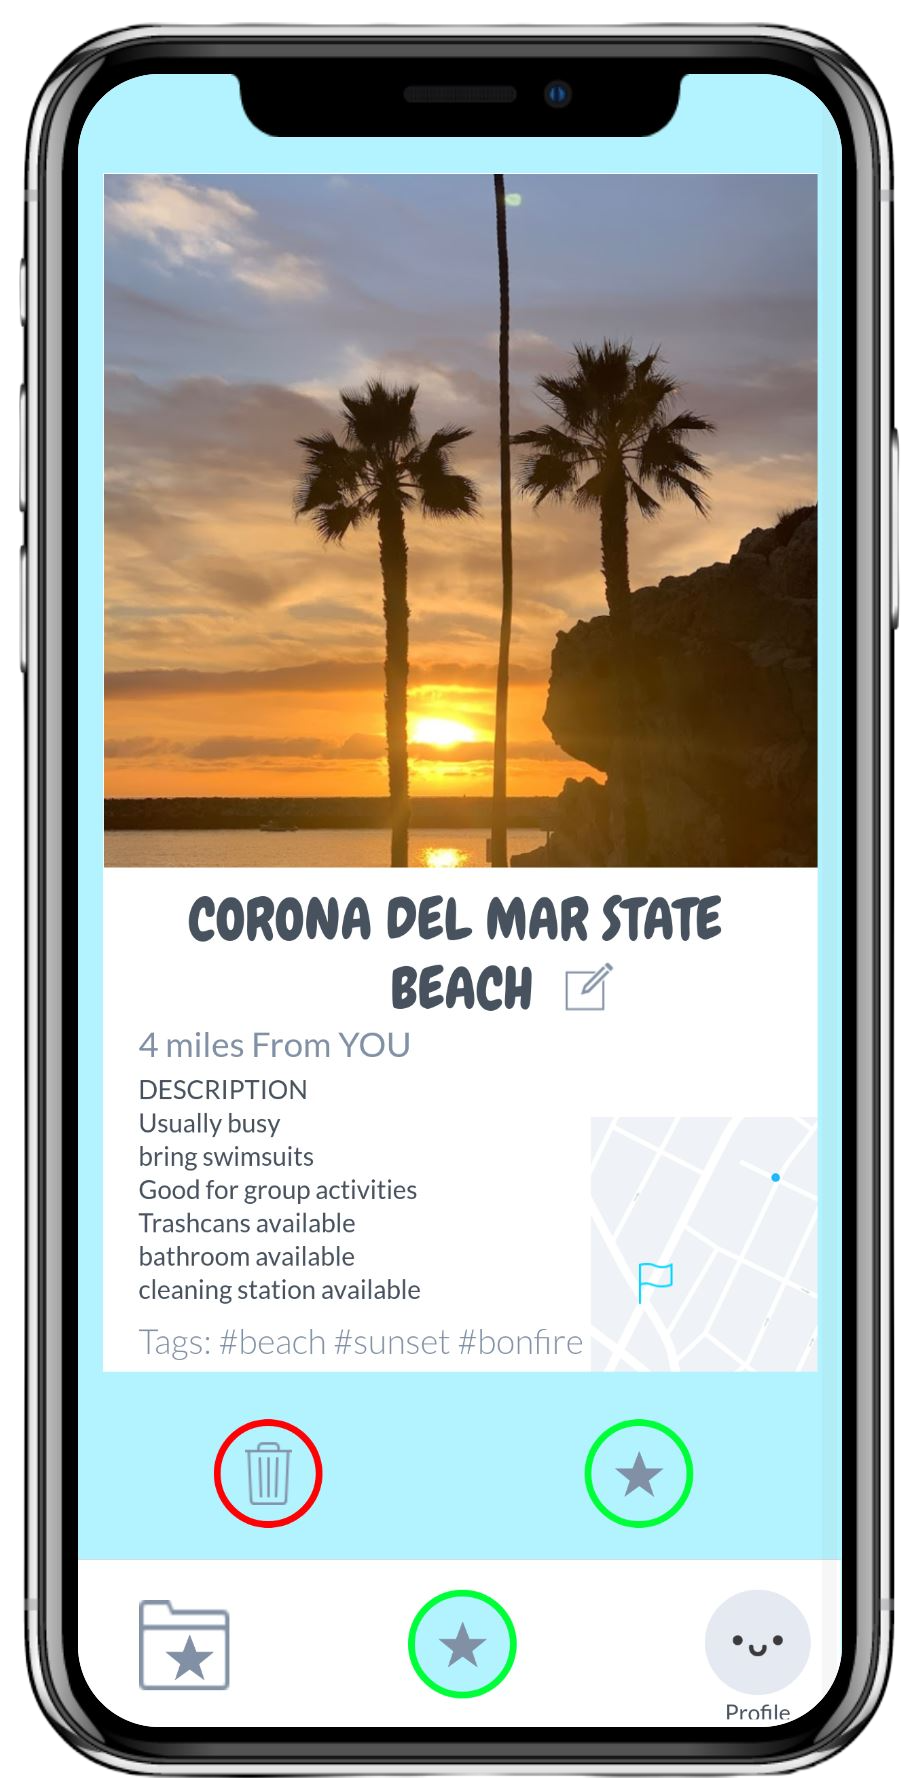 CORONA DEL MAR STATE
BEACH
4 miles From YOU
DESCRIPTION
Usually busy
bring swimsuits
Good for group activities
Trashcans available
bathroom available
cleaning station available
Tags: #beach #sunset #bonfire
Profile